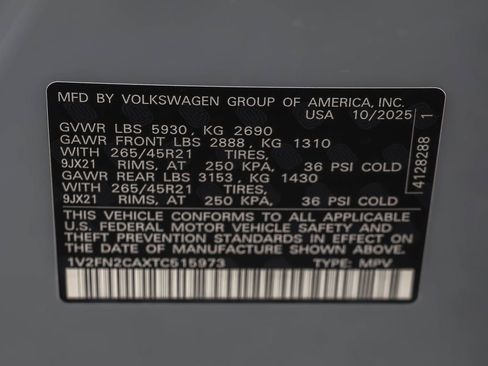 MFD BY VOLKSWAGEN GROUP OF AMERICA, INC.
USA 10/2025
GVWR LBS 5930, KG 2690
GAWR FRONT LBS 2888, KG 1310
WITH 265/45R21 TIRES,
9JX21 RIMS, AT 250 KPA, 36 PSI COLD
GAWR REAR LBS 3153, KG 1430
WITH 265/45R21 TIRES,
9JX21 RIMS, AT 250 KPA, 36 PSI COLD
THIS VEHICLE CONFORMS TO ALL APPLICABLE
U.S. FEDERAL MOTOR VEHICLE SAFETY AND
THEFT PREVENTION STANDARDS IN EFFECT ON
THE DATE OF MANUFACTURE SHOWN ABOVE.
1V2FN2CAXTC515973 TYPE: MPV
4128288 1